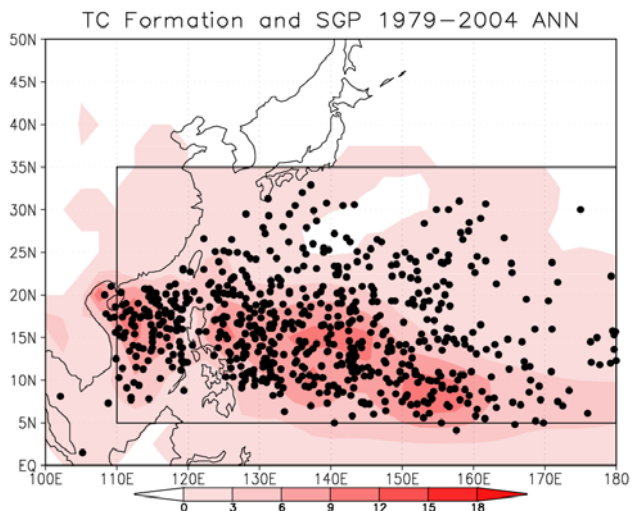 TC Formation and SGP 1979−2004 ANN
50N
45N
40N
35N
30N
25N
20N
15N
10N
5N
EQ
100E 110E 120E 130E 140E 150E 160E 170E 180
0 3 6 9 12 15 18